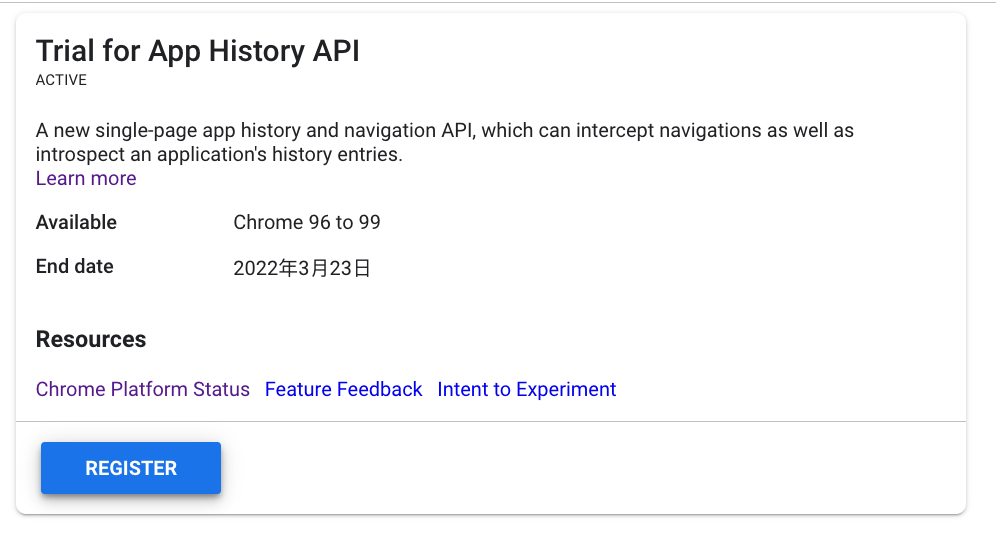 Trial for App History API
ACTIVE
A new single-page app history and navigation API, which can intercept navigations as well as
introspect an application's history entries.
Learn more
Available Chrome 96 to 99
End date 2022年3月23日
Resources
Chrome Platform Status Feature Feedback Intent to Experiment
REGISTER